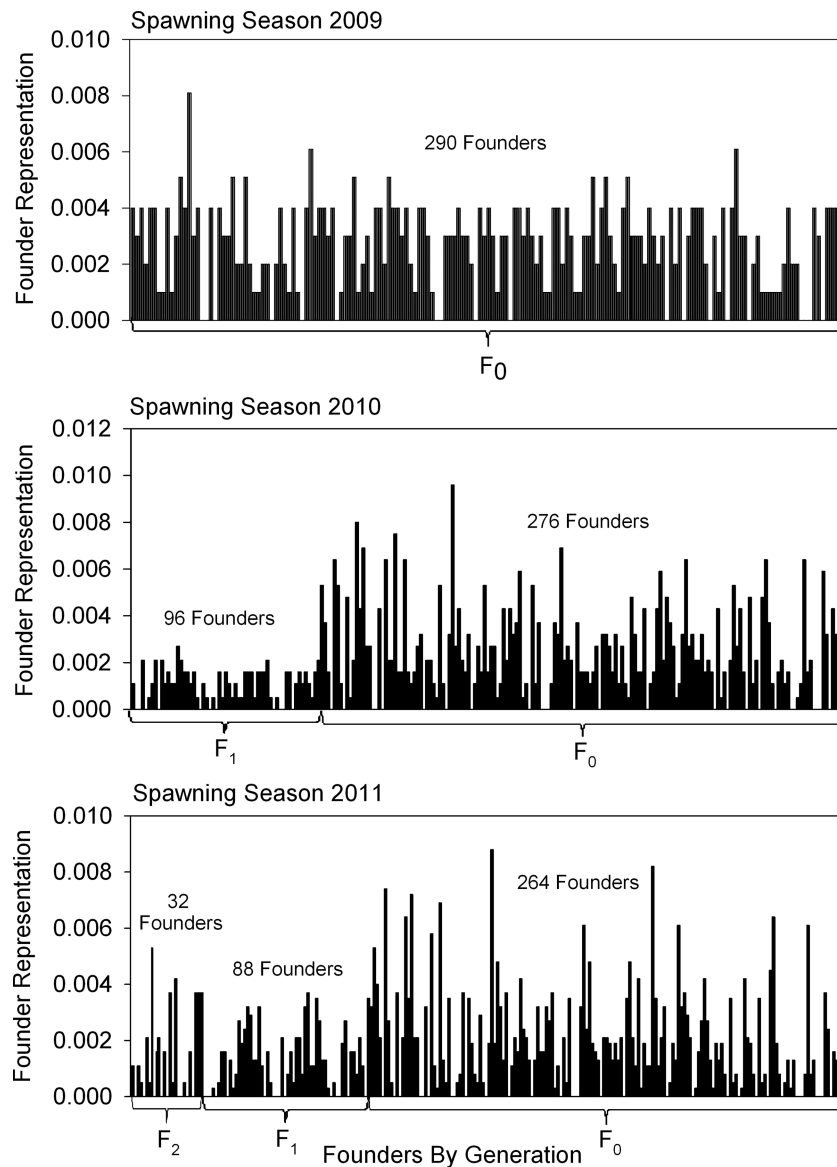 Spawning Season 2009
Founder Representation
0.010
0.008
0.006
0.004
0.002
0.000
290 Founders
F0
Spawning Season 2010
Founder Representation
0.012
0.010
0.008
0.006
0.004
0.002
0.000
96 Founders
276 Founders
F1
F0
Spawning Season 2011
Founder Representation
0.010
0.008
0.006
0.004
0.002
0.000
32
Founders
88 Founders
264 Founders
F2
F1
F0
Founders By Generation